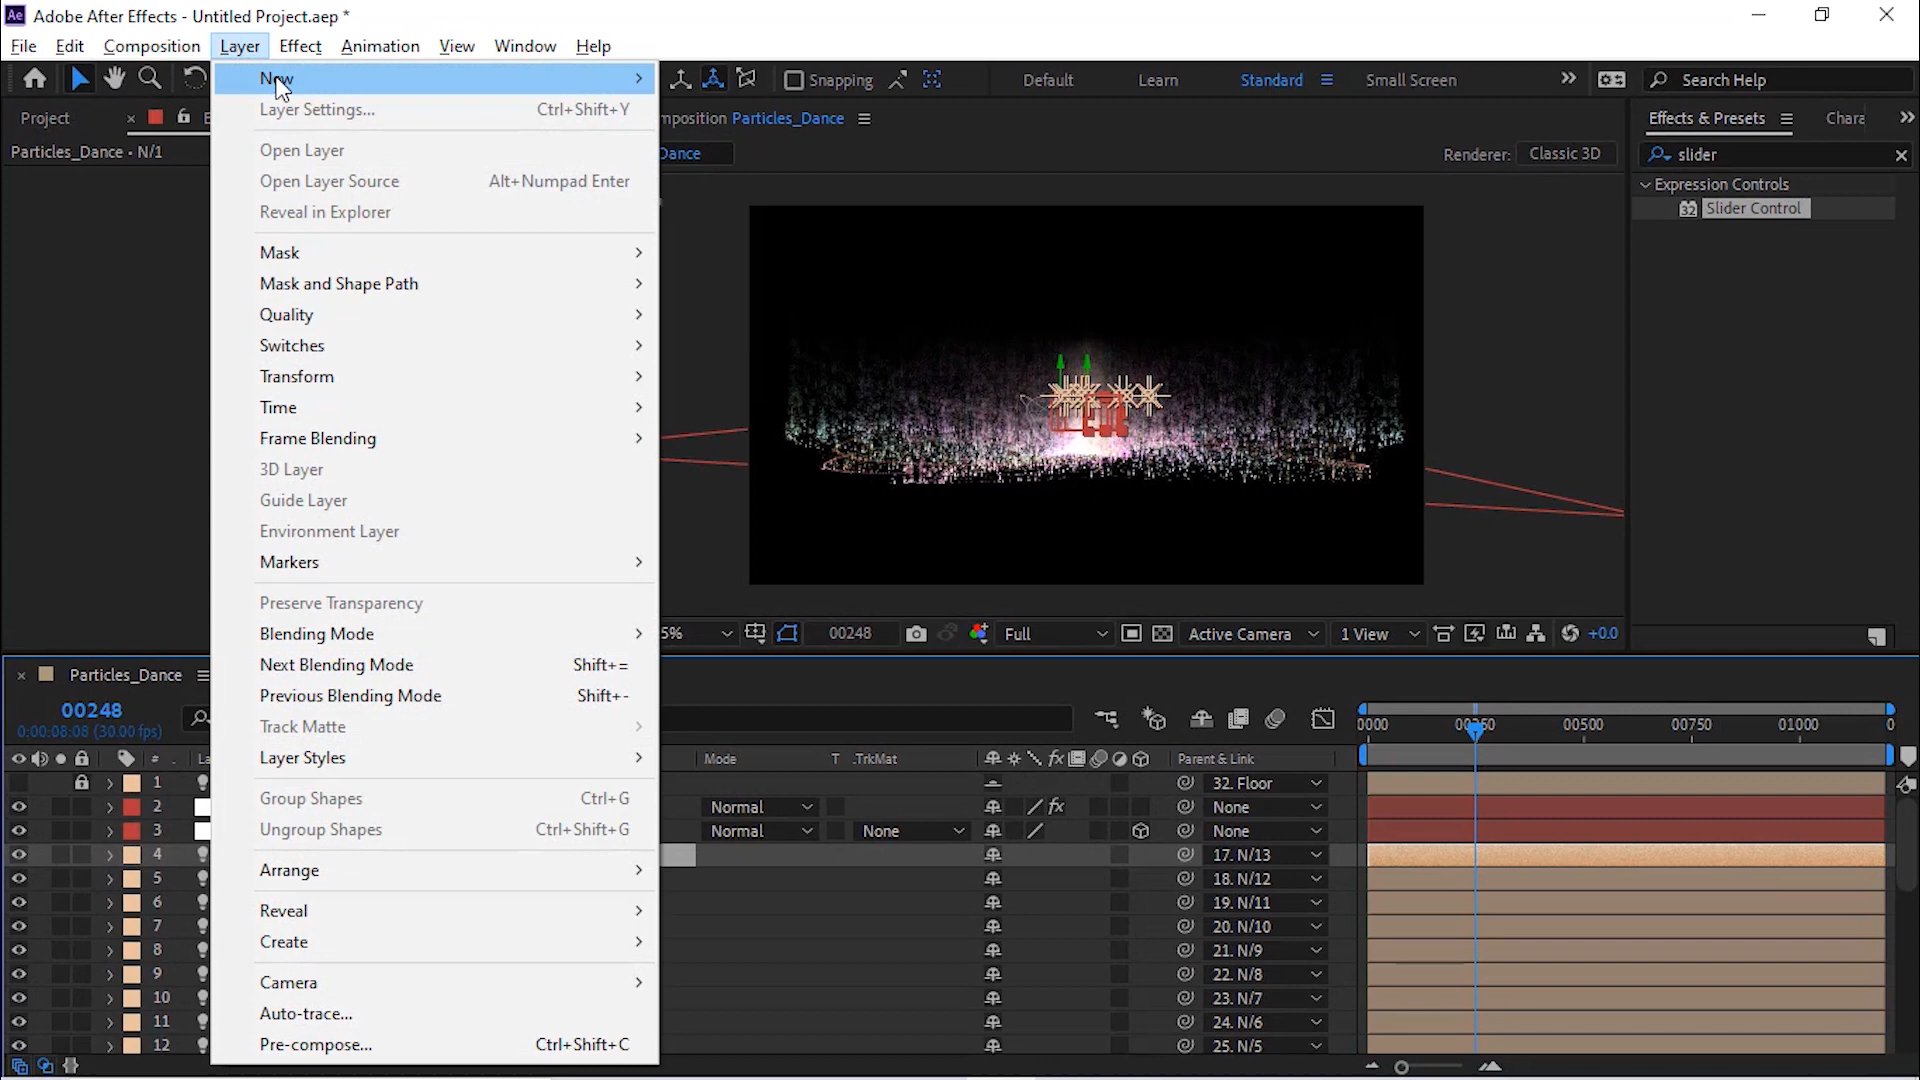 Ae Adobe After Effects - Untitled Project.aep *
File Edit Composition Layer Effect Animation View Window Help
Snapping Default Learn Standard Small Screen Search Help
Project
mposition Particles_Dance
Effects & Presets Chara
Particles_Dance • N/1
Dance
Renderer: Classic 3D
slider
Expression Controls
32 Slider Control
New
Layer Settings... Ctrl+Shift+Y
Open Layer
Open Layer Source Alt+Numpad Enter
Reveal in Explorer
Mask
Mask and Shape Path
Quality
Switches
Transform
Time
Frame Blending
3D Layer
Guide Layer
Environment Layer
Markers
Preserve Transparency
Blending Mode
Next Blending Mode Shift+=
Previous Blending Mode Shift+-
Track Matte
Layer Styles
Group Shapes Ctrl+G
Ungroup Shapes Ctrl+Shift+G
Arrange
Reveal
Create
Camera
Auto-trace...
Pre-compose... Ctrl+Shift+C
5% 00248 Full Active Camera 1 View +0.0
Particles_Dance
00248
0:00:08:08 (30.00 fps)
0000 00500 00750 01000 0
# La Mode T .TrkMat fx Parent & Link
1 32. Floor
2 Normal fx None
3 Normal None None
4 17. N/13
5 18. N/12
6 19. N/11
7 20. N/10
8 21. N/9
9 22. N/8
10 23. N/7
11 24. N/6
12 25. N/5